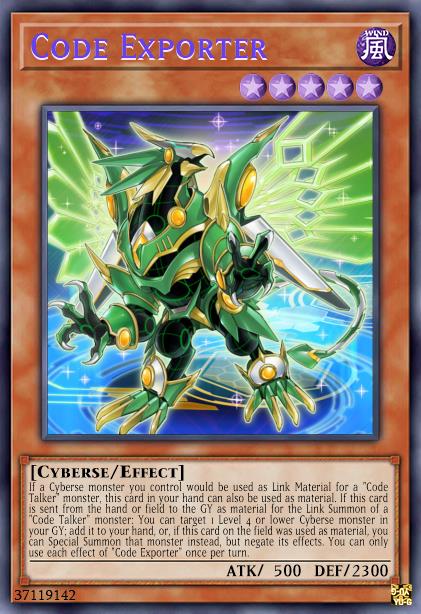 CODE EXPORTER
WIND
風
[CYBERSE/EFFECT]
If a Cyberse monster you control would be used as Link Material for a "Code
Talker" monster, this card in your hand can also be used as material. If this card
is sent from the hand or field to the GY as material for the Link Summon of a
"Code Talker" monster: You can target 1 Level 4 or lower Cyberse monster in
your GY; add it to your hand, or, if this card on the field was used as material, you
can Special Summon that monster instead, but negate its effects. You can only
use each effect of "Code Exporter" once per turn.
ATK/ 500 DEF/2300
37119142